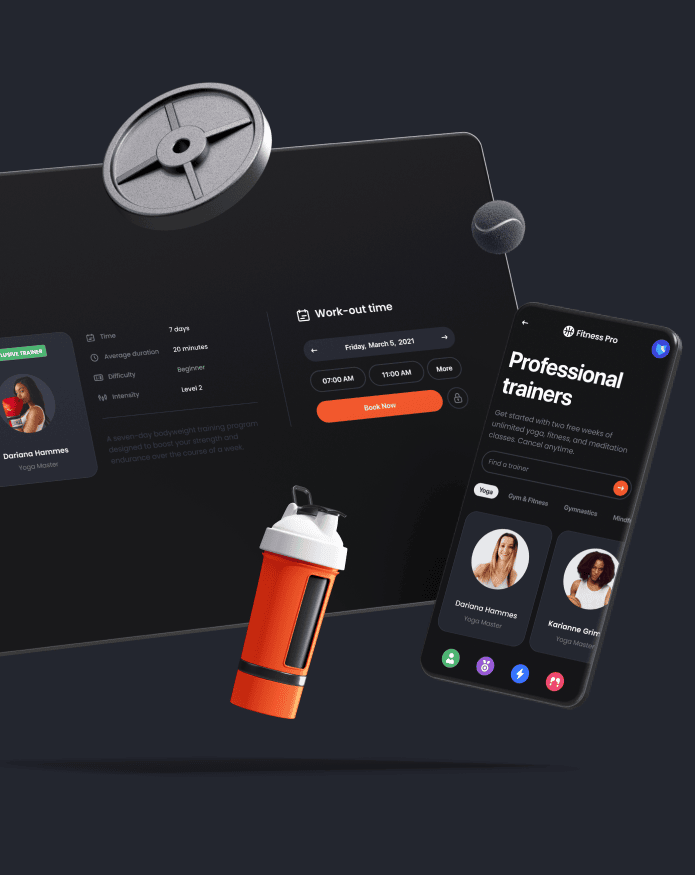 LUSIVE TRAINER
Dariana Hammes
Yoga Master
Time
7 days
Average duration
20 minutes
Difficulty
Beginner
Intensity
Level 2
A seven-day bodyweight training program
designed to boost your strength and
endurance over the course of a week.
Work-out time
Friday, March 5, 2021
07:00 AM
11:00 AM
More
Book Now
Fitness Pro
Professional
trainers
Get started with two free weeks of
unlimited yoga, fitness, and meditation
classes. Cancel anytime.
Find a trainer
Yoga
Gym & Fitness
Gymnastics
Mindfh
Dariana Hammes
Yoga Master
Karianne Grim
Yoga Master